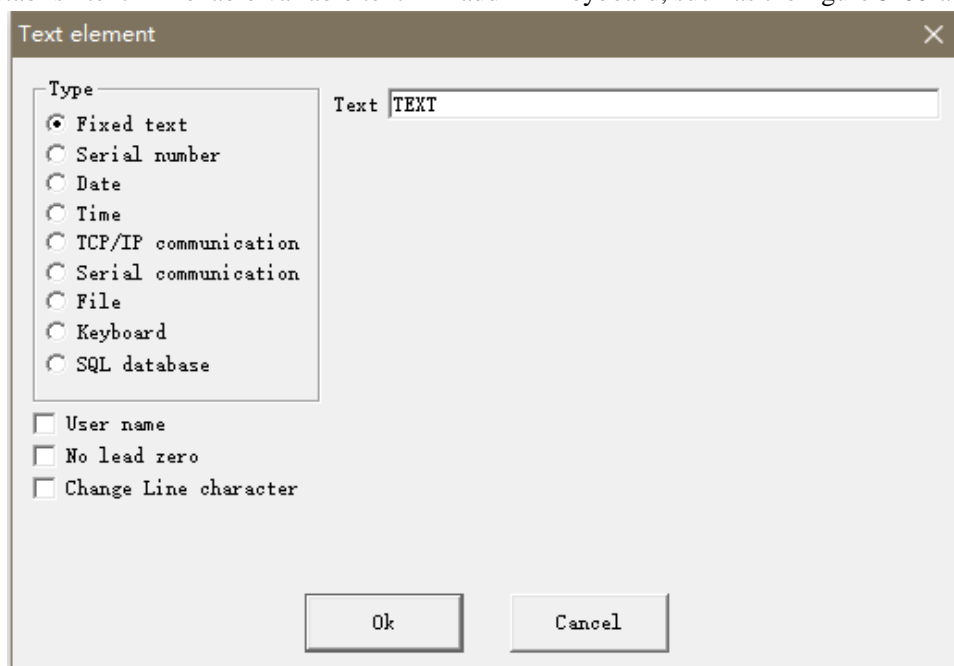 Text element
Type
Text TEXT
Fixed text
Serial number
Date
Time
TCP/IP communication
Serial communication
File
Keyboard
SQL database
User name
No lead zero
Change Line character
Ok Cancel